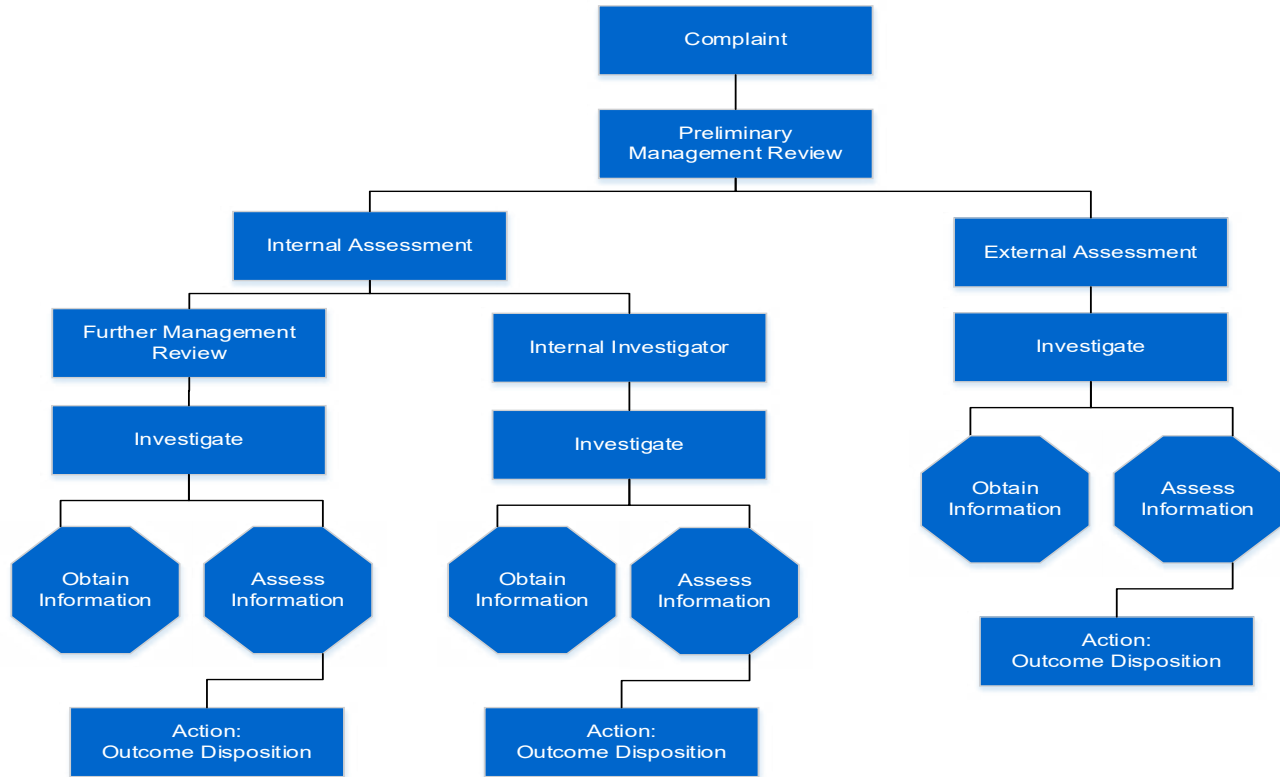 Complaint
Preliminary
Management Review
Internal Assessment
External Assessment
Further Management
Review
Internal Investigator
Investigate
Investigate
Investigate
Obtain
Information
Assess
Information
Obtain
Information
Assess
Information
Obtain
Information
Assess
Information
Action:
Outcome Disposition
Action:
Outcome Disposition
Action:
Outcome Disposition